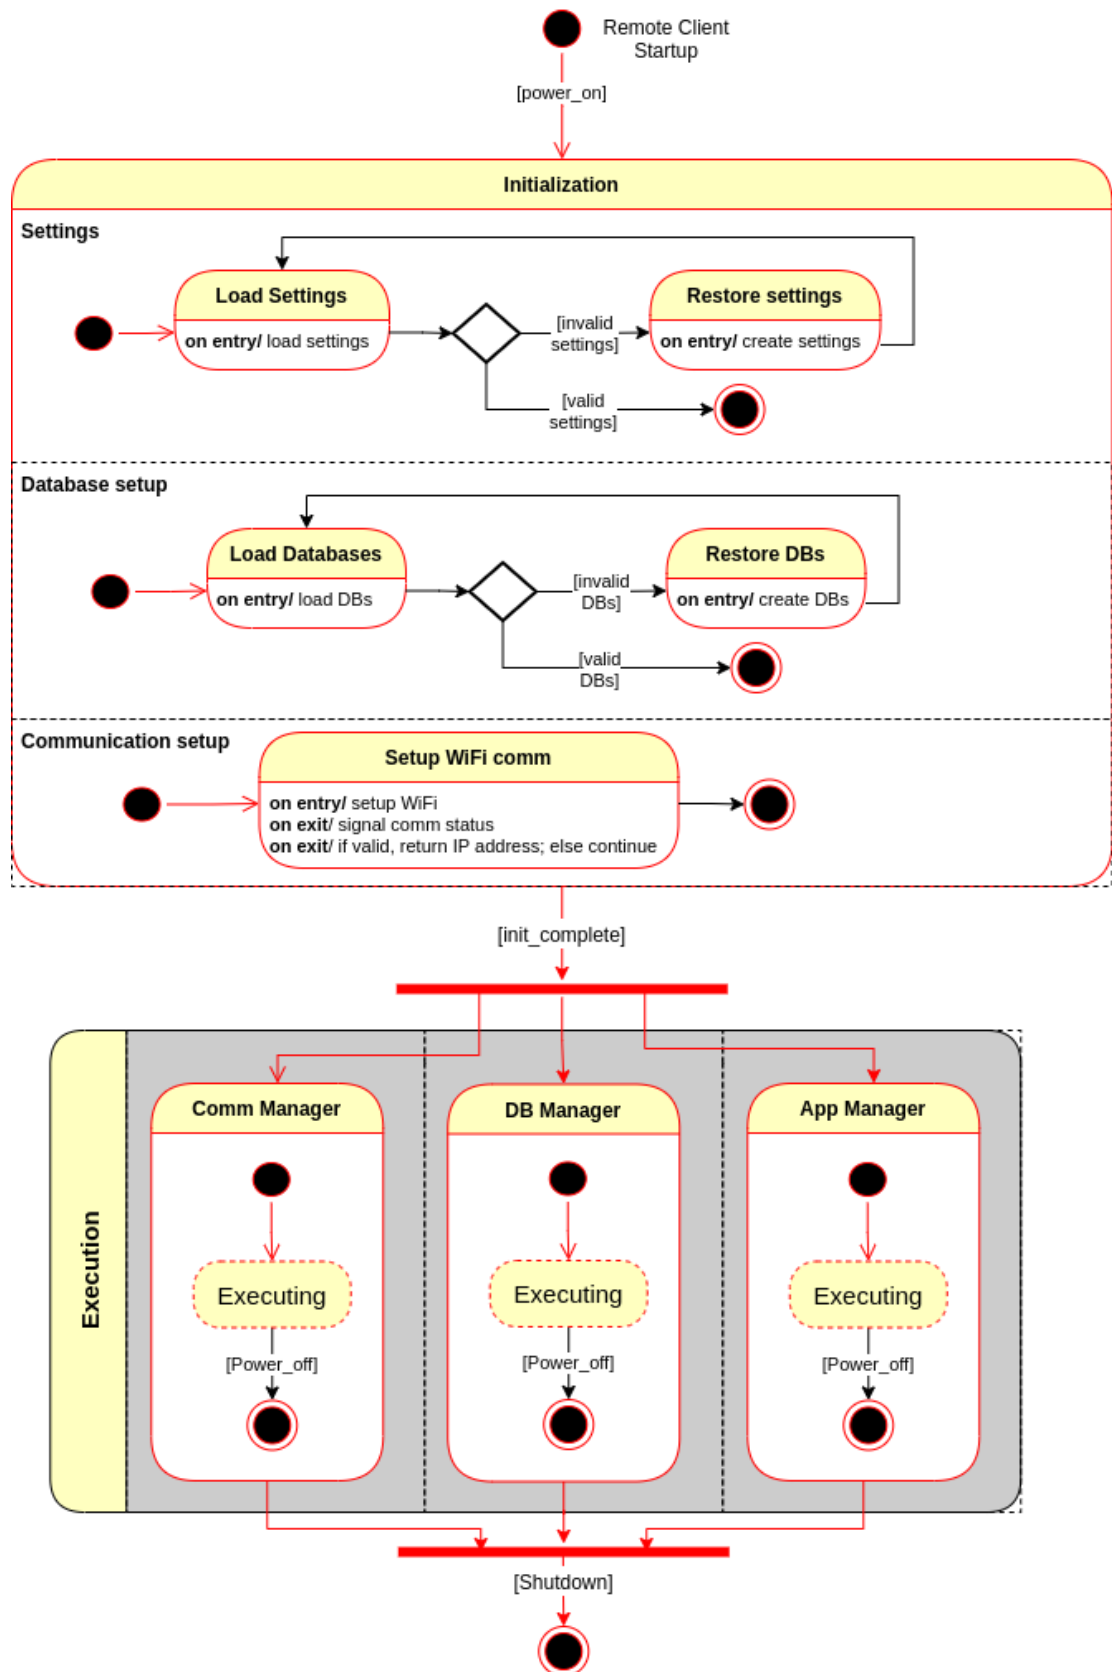 Remote Client
Startup
[power_on]
Initialization
Settings
Load Settings
on entry/ load settings
[invalid
settings]
Restore settings
on entry/ create settings
[valid
settings]
Database setup
Load Databases
on entry/ load DBs
[invalid
DBs]
Restore DBs
on entry/ create DBs
[valid
DBs]
Communication setup
Setup WiFi comm
on entry/ setup WiFi
on exit/ signal comm status
on exit/ if valid, return IP address; else continue
[init_complete]
Execution
Comm Manager
Executing
[Power_off]
DB Manager
Executing
[Power_off]
App Manager
Executing
[Power_off]
[Shutdown]